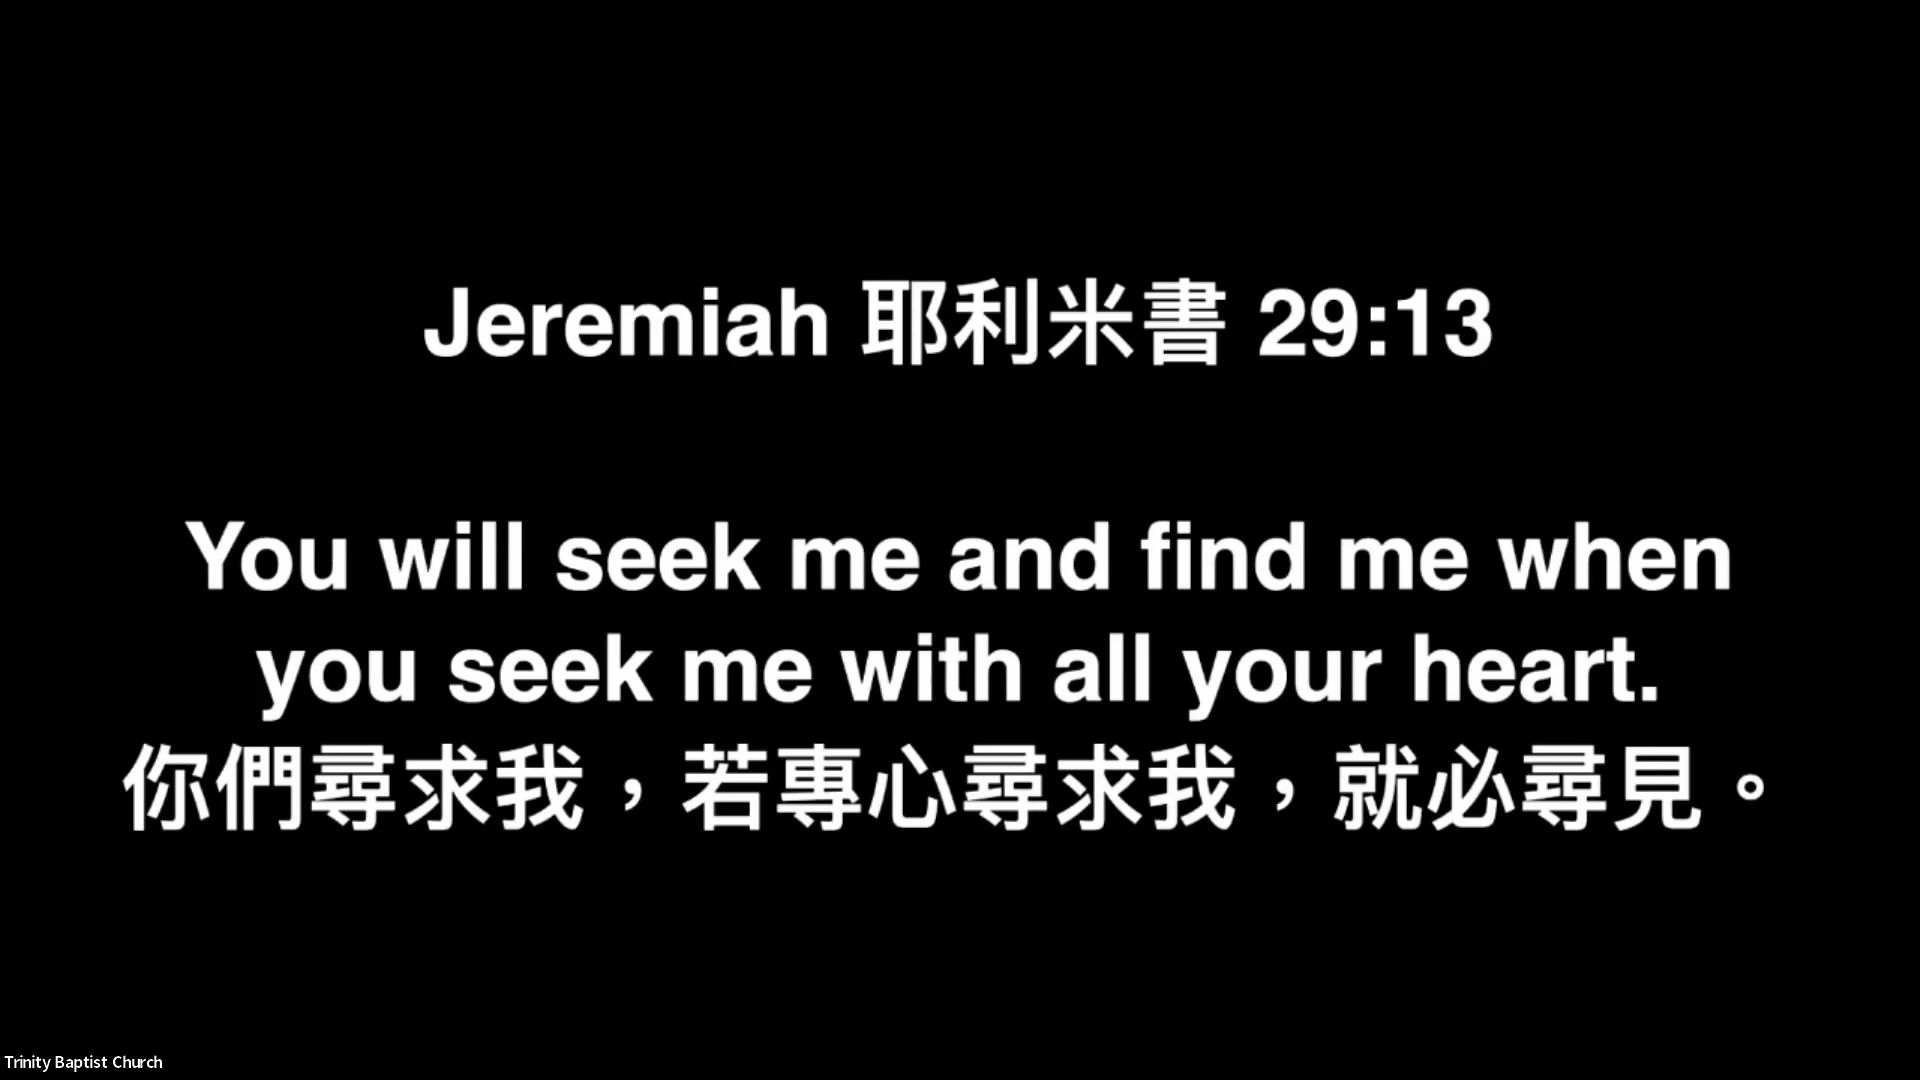 Jeremiah 耶利米書 29:13
You will seek me and find me when
you seek me with all your heart.
你們尋求我，若專心尋求我，就必尋見。
Trinity Baptist Church